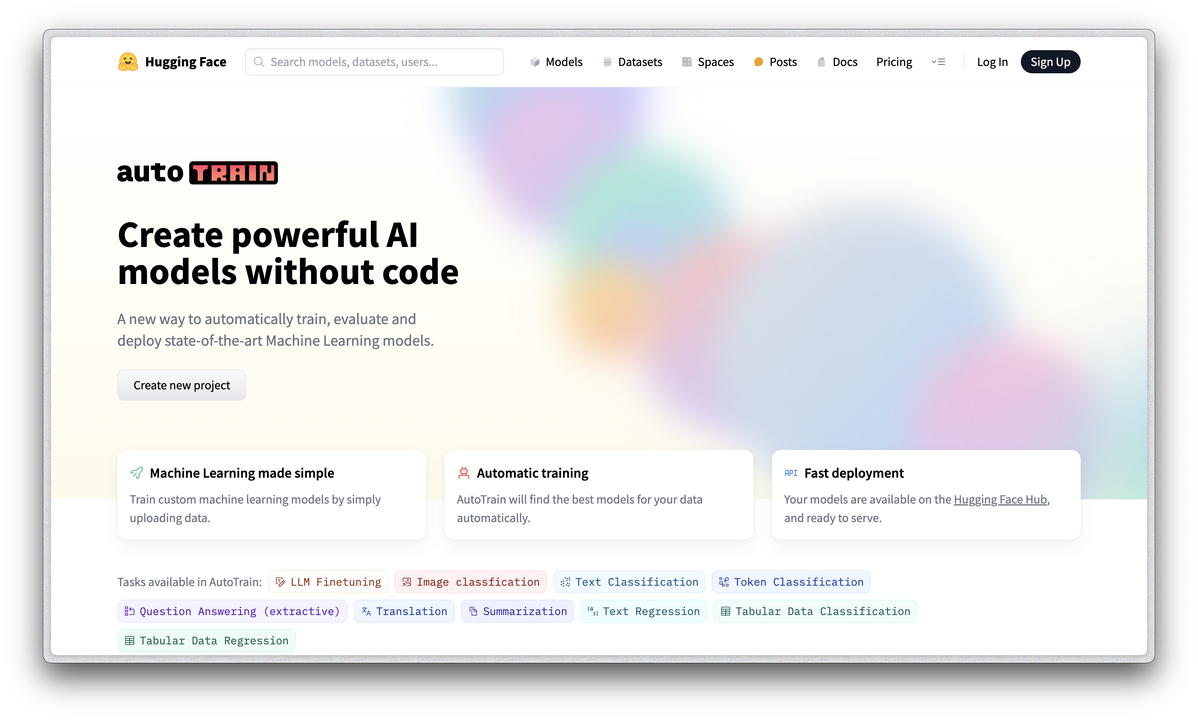 Hugging Face
Search models, datasets, users...
Models
Datasets
Spaces
Posts
Docs
Pricing
Log In
Sign Up
auto TRAIN
Create powerful AI
models without code
A new way to automatically train, evaluate and
deploy state-of-the-art Machine Learning models.
Create new project
Machine Learning made simple
Train custom machine learning models by simply
uploading data.
Automatic training
AutoTrain will find the best models for your data
automatically.
API Fast deployment
Your models are available on the Hugging Face Hub,
and ready to serve.
Tasks available in AutoTrain: LLM Finetuning Image classfication Text Classification Token Classification
Question Answering (extractive) Translation Summarization Text Regression Tabular Data Classification
Tabular Data Regression